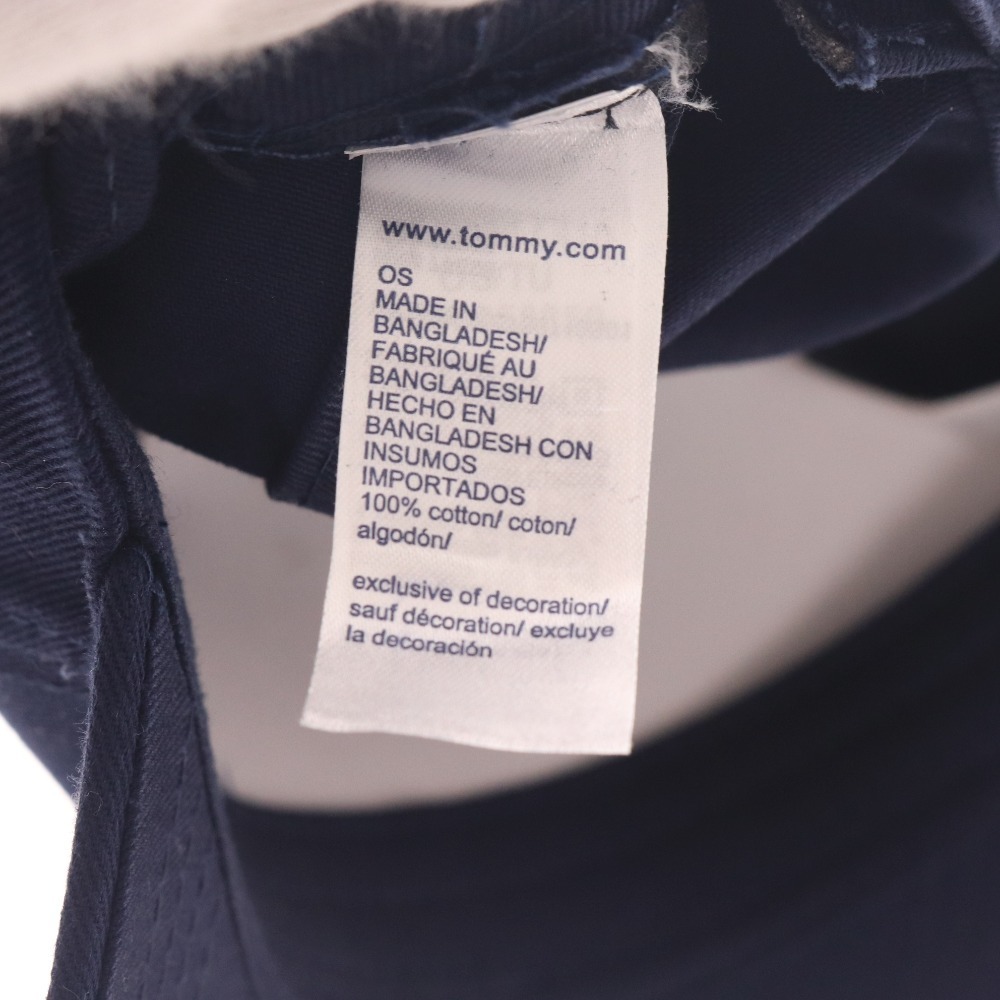 www.tommy.com
OS
MADE IN
BANGLADESH/
FABRIQUÉ AU
BANGLADESH/
HECHO EN
BANGLADESH CON
INSUMOS
IMPORTADOS
100% cotton/ coton/
algodón/
exclusive of decoration/
sauf décoration/ excluye
la decoración